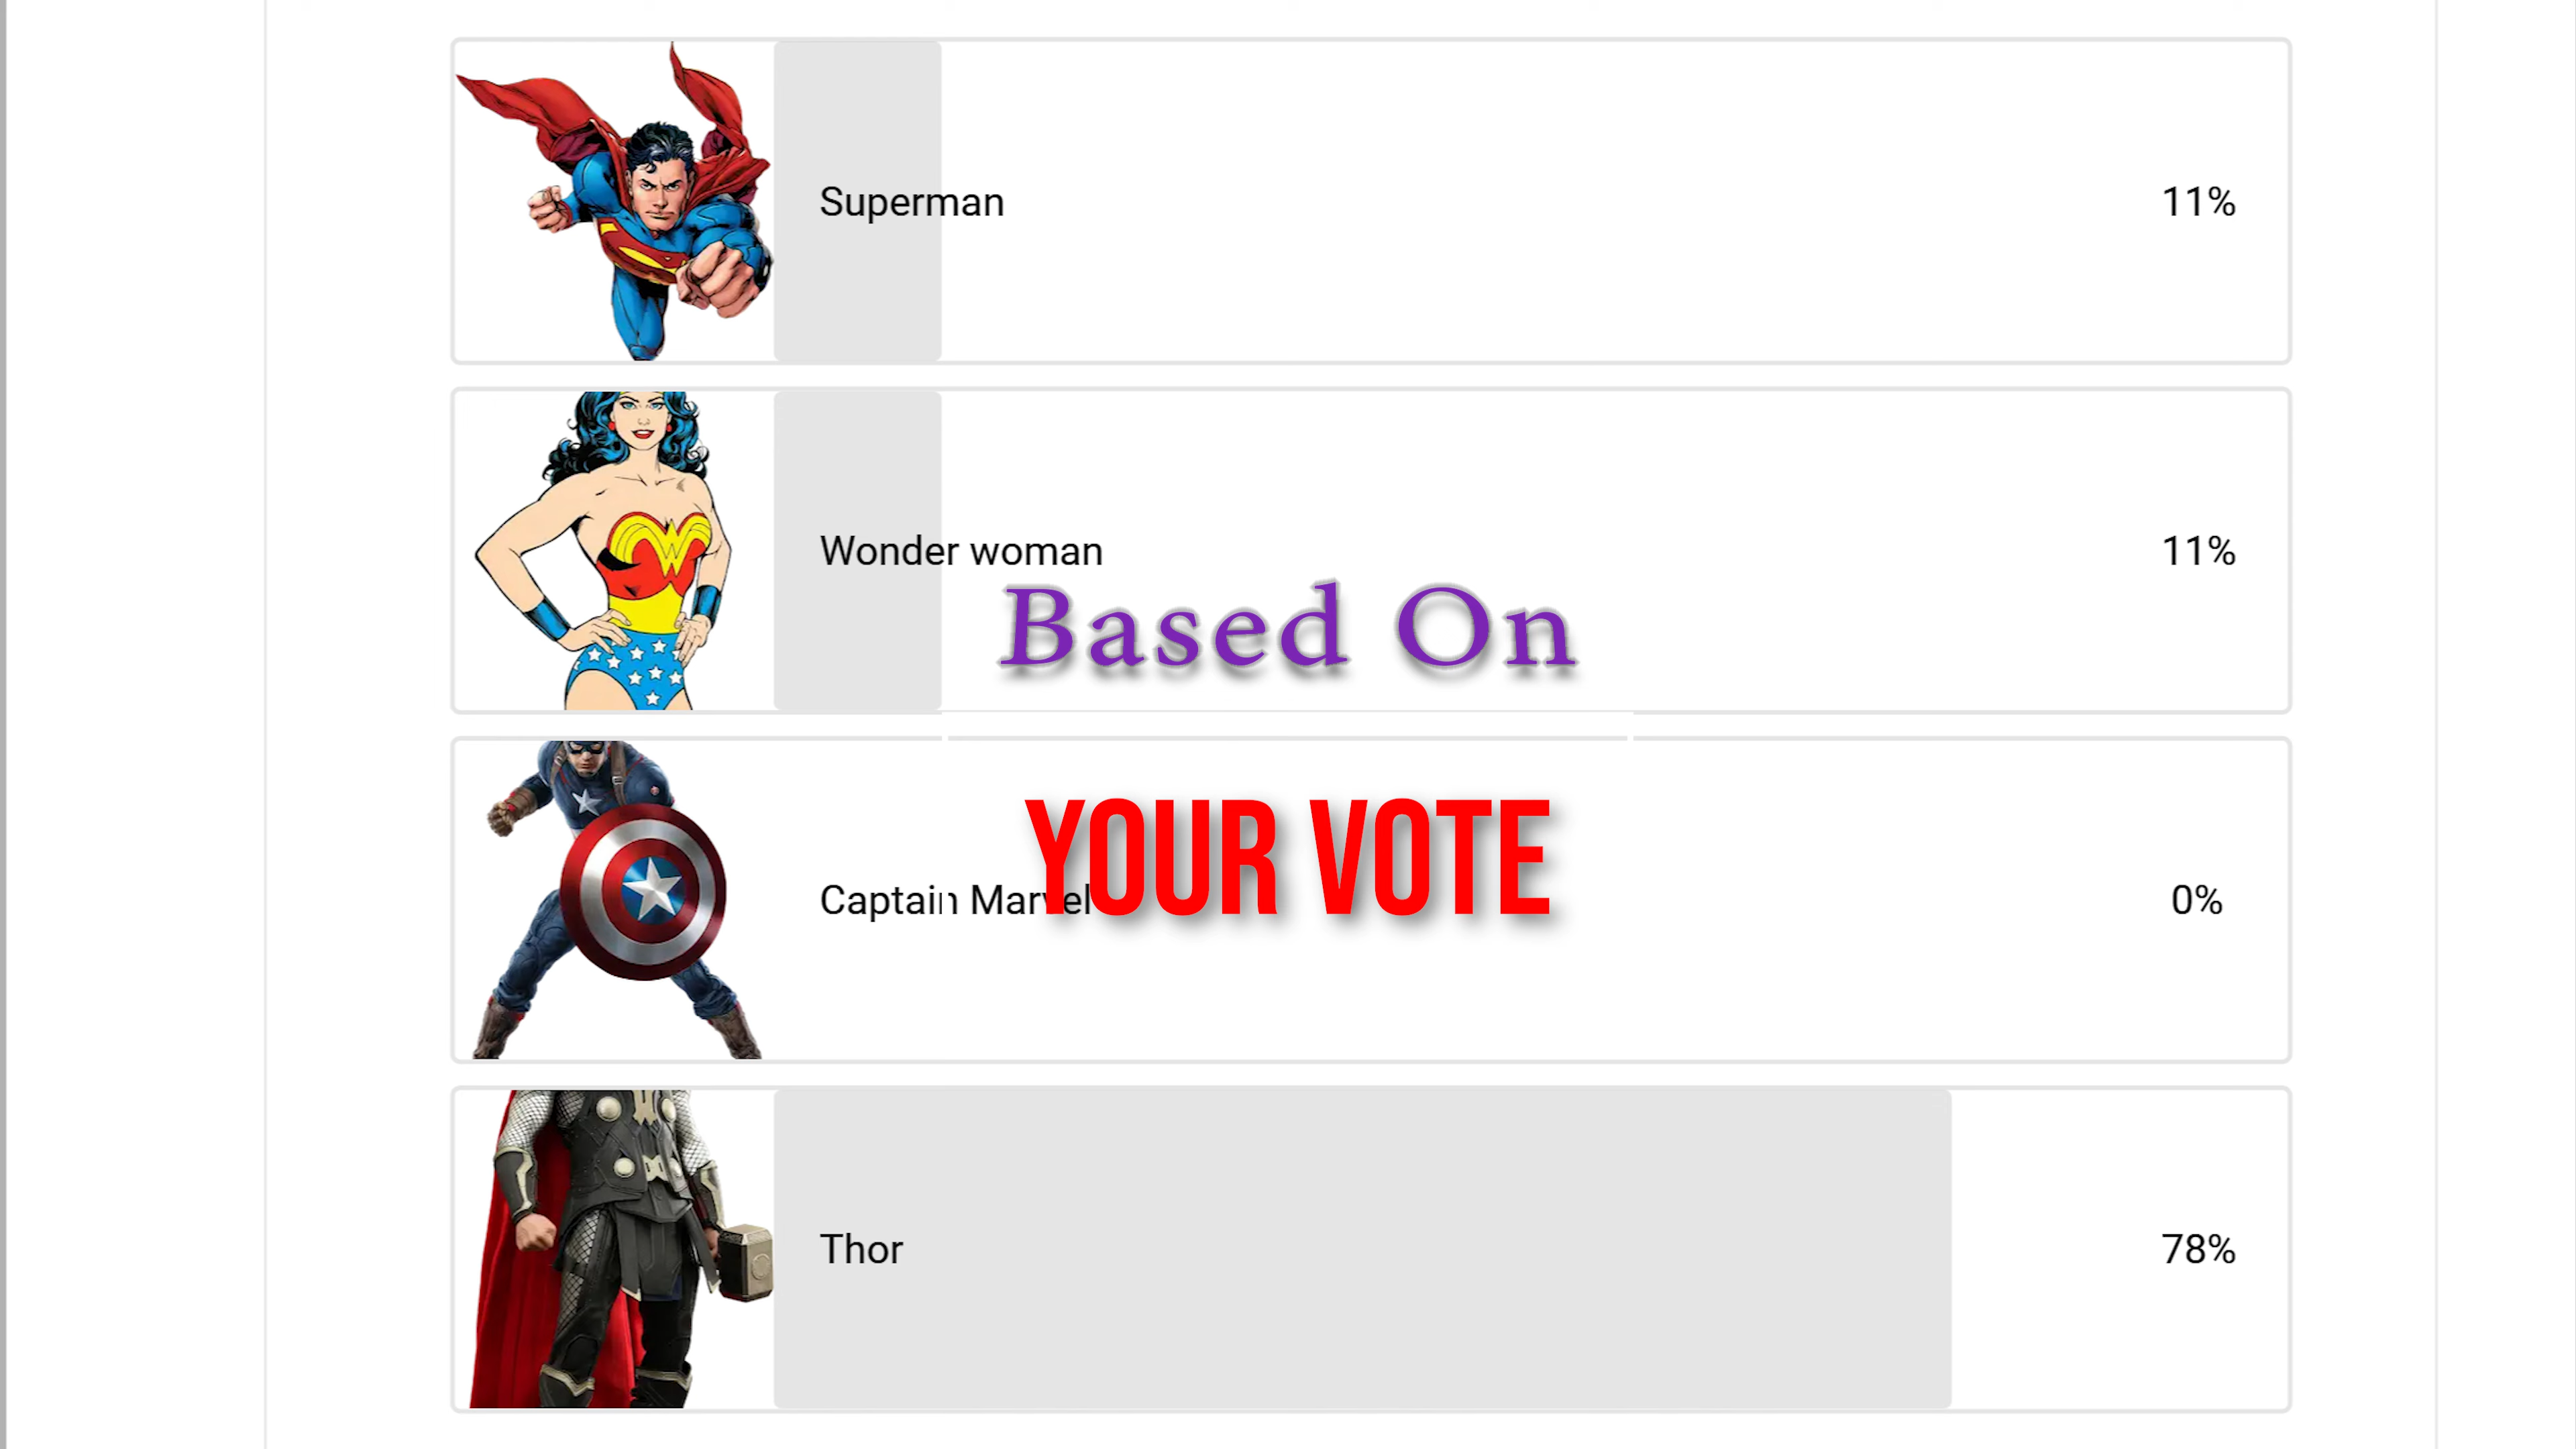 Superman 11%
Wonder woman 11%
Based On
YOUR VOTE
Captain Marvel 0%
Thor 78%